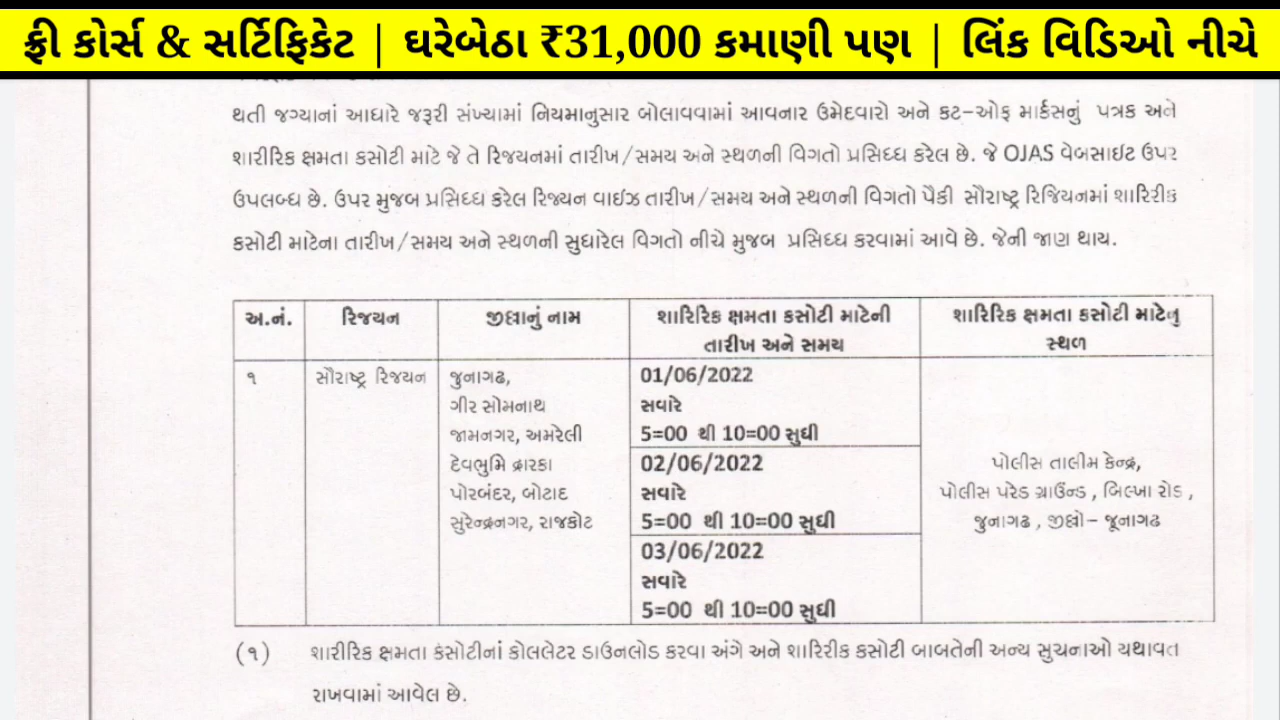 ફ્રી કોર્સ & સર્ટિફિકેટ | ઘરેબેઠા ₹31,000 કમાણી પણ | લિંક વિડિઓ નીચે
થતી જગ્યાનાં આધારે જરૂરી સંખ્યામાં નિયમાનુસાર બોલાવવામાં આવનાર ઉમેદવારો અને કટ-ઓફ માર્કસનું પત્રક અને
શારીરિક ક્ષમતા કસોટી માટે જે તે રિજયનમાં તારીખ/સમય અને સ્થળની વિગતો પ્રસિધ્ધ કરેલ છે. જે OJAS વેબસાઈટ ઉપર
ઉપલબ્ધ છે. ઉપર મુજબ પ્રસિધ્ધ કરેલ રિજયન વાઈઝ તારીખ/સમય અને સ્થળની વિગતો પૈકી સૌરાષ્ટ્ર રિજિયનમાં શારિરીક
કસોટી માટેના તારીખ/સમય અને સ્થળની સુધારેલ વિગતો નીચે મુજબ પ્રસિધ્ધ કરવામાં આવે છે. જેની જાણ થાય.
અ.નં. રિજયન જીલ્લાનું નામ શારિરિક ક્ષમતા કસોટી માટેની શારિરિક ક્ષમતા કસોટી માટેનુ
તારીખ અને સમય સ્થળ
૧ સૌરાષ્ટ્ર રિજયન જુનાગઢ, 01/06/2022
ગીર સોમનાથ સવારે
જામનગર, અમરેલી 5=00 થી 10=00 સુધી
દેવભુમિ દ્રારકા 02/06/2022 પોલીસ તાલીમ કેન્દ્ર,
પોરબંદર, બોટાદ સવારે પોલીસ પરેડ ગ્રાઉન્ડ , બિલ્ખા રોડ ,
સુરેન્દ્રનગર, રાજકોટ 5=00 થી 10=00 સુધી જુનાગઢ , જીલ્લો- જૂનાગઢ
03/06/2022
સવારે
5=00 થી 10=00 સુધી
(૧) શારીરિક ક્ષમતા કસોટીનાં કોલલેટર ડાઉનલોડ કરવા અંગે અને શારિરીક કસોટી બાબતેની અન્ય સુચનાઓ યથાવત
રાખવામાં આવેલ છે.